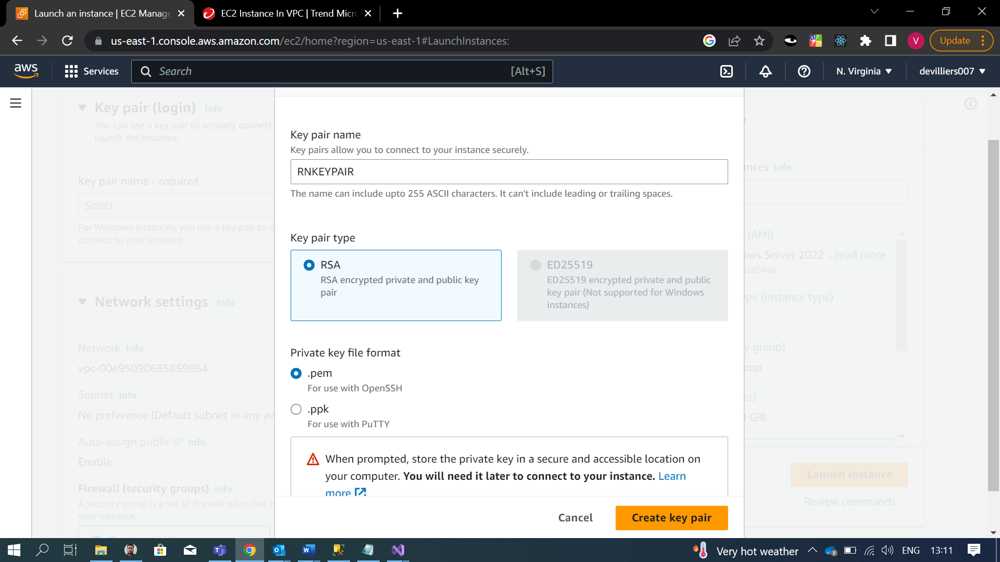 Launch an instance | EC2 Manage
EC2 Instance In VPC | Trend Micr
us-east-1.console.aws.amazon.com/ec2/home?region=us-east-1#LaunchInstances:
V
Update
aws
Services
Search
[Alt+S]
N. Virginia
devilliers007
Key pair (login) Info
You can use a key pair to securely connect
launch the instance.
Key pair name - required
Select
For Windows instances, you use a key pair to d
connect to your instance.
Network settings Info
Network Info
vpc-00e95090685859864
Subnet Info
No preference (Default subnet in any av
Auto-assign public IP Info
Enable
Firewall (security groups) Info
A security group is a set of firewall rules that c
your instance.
Key pair name
Key pairs allow you to connect to your instance securely.
RNKEYPAIR
The name can include upto 255 ASCII characters. It can't include leading or trailing spaces.
Key pair type
RSA
RSA encrypted private and public key
pair
ED25519
ED25519 encrypted private and public
key pair (Not supported for Windows
instances)
Private key file format
.pem
For use with OpenSSH
.ppk
For use with PuTTY
When prompted, store the private key in a secure and accessible location on
your computer. You will need it later to connect to your instance. Learn
more
Cancel
Create key pair
ances Info
(AMI)
ows Server 2022 ...read more
0a048e
pe (instance type)
y group)
oup
es)
GiB
Launch instance
Review commands
Very hot weather
ENG
13:11